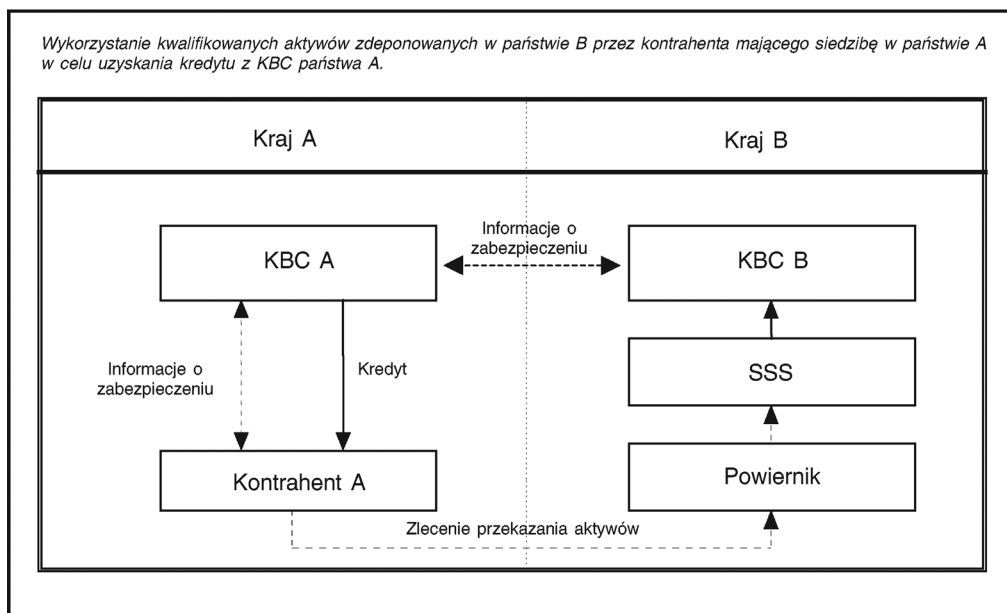 Wykorzystanie kwalifikowanych aktywów zdeponowanych w państwie B przez kontrahenta mającego siedzibę w państwie A
w celu uzyskania kredytu z KBC państwa A.
Kraj A
Kraj B
KBC A
Informacje o
zabezpieczeniu
KBC B
Informacje o
zabezpieczeniu
Kredyt
SSS
Kontrahent A
Powiernik
Zlecenie przekazania aktywów